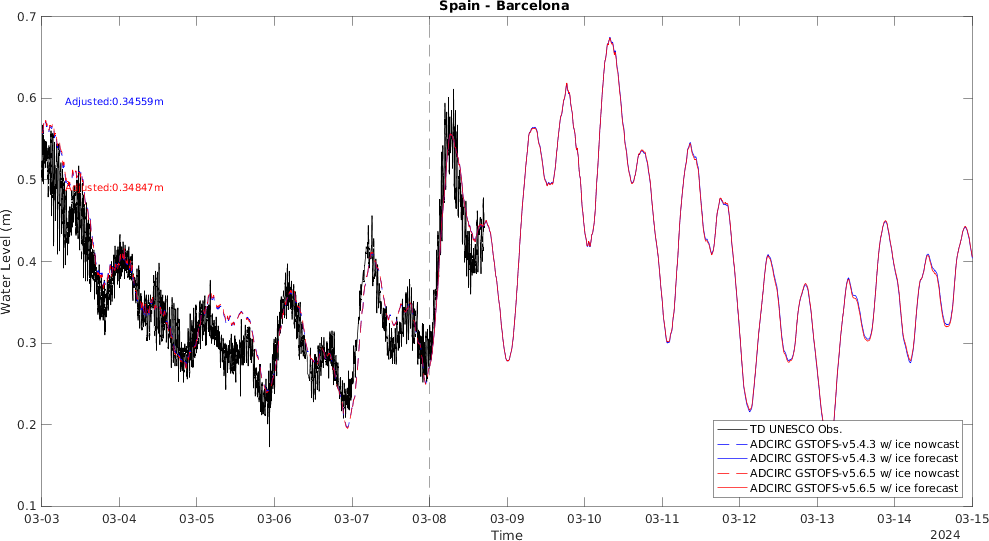 Spain - Barcelona
0.7
0.6
0.5
0.4
0.3
0.2
0.1
Water Level (m)
Adjusted:0.34559m
Adjusted:0.34847m
TD UNESCO Obs.
ADCIRC GSTOFS-v5.4.3 w/ ice nowcast
ADCIRC GSTOFS-v5.4.3 w/ ice forecast
ADCIRC GSTOFS-v5.6.5 w/ ice nowcast
ADCIRC GSTOFS-v5.6.5 w/ ice forecast
03-03 03-04 03-05 03-06 03-07 03-08 03-09 03-10 03-11 03-12 03-13 03-14 03-15
Time
2024